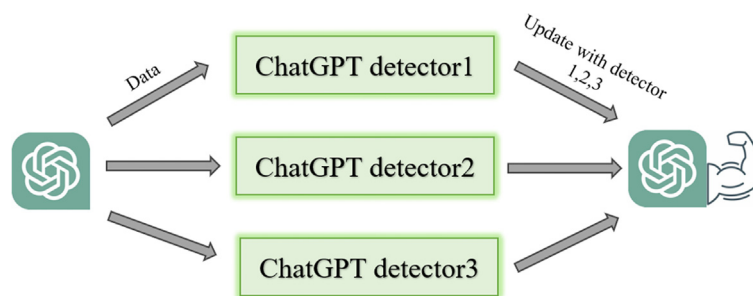 Data
ChatGPT detector1
Update with detector
1,2,3
ChatGPT detector2
ChatGPT detector3